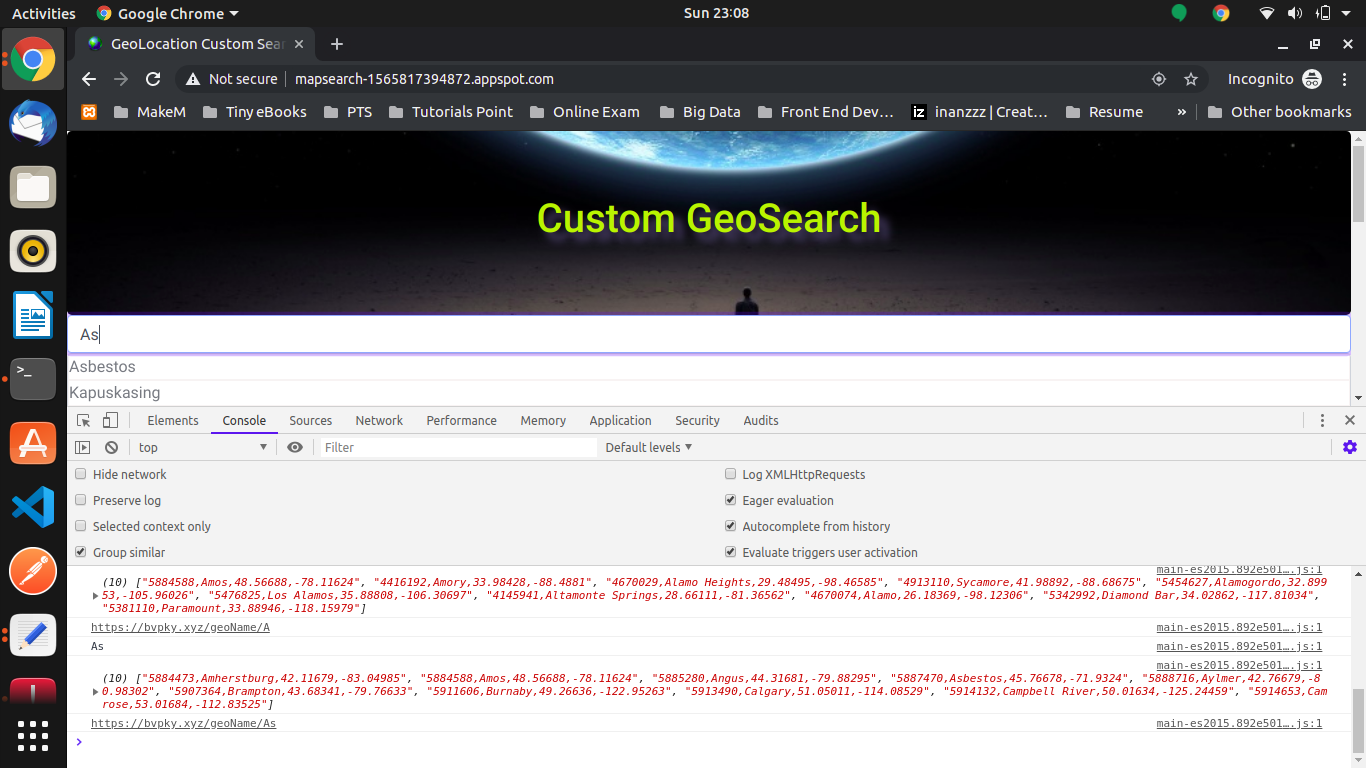 Activities Google Chrome Sun 23:08
GeoLocation Custom Sear
Not secure mapsearch-1565817394872.appspot.com Incognito
MakeM Tiny eBooks PTS Tutorials Point Online Exam Big Data Front End Dev… iz inanzzz | Creat… Resume » Other bookmarks
Custom GeoSearch
As
Asbestos
Kapuskasing
Elements Console Sources Network Performance Memory Application Security Audits
top Filter Default levels
Hide network Log XMLHttpRequests
Preserve log Eager evaluation
Selected context only Autocomplete from history
Group similar Evaluate triggers user activation
main-es2015.892e501….js:1
(10) ["5884588,Amos,48.56688,-78.11624", "4416192,Amory,33.98428,-88.4881", "4670029,Alamo Heights,29.48495,-98.46585", "4913110,Sycamore,41.98892,-88.68675", "5454627,Alamogordo,32.899
53,-105.96026", "5476825,Los Alamos,35.88808,-106.30697", "4145941,Altamonte Springs,28.66111,-81.36562", "4670074,Alamo,26.18369,-98.12306", "5342992,Diamond Bar,34.02862,-117.81034",
"5381110,Paramount,33.88946,-118.15979"]
https://bvpky.xyz/geoName/A main-es2015.892e501….js:1
As main-es2015.892e501….js:1
main-es2015.892e501….js:1
(10) ["5884473,Amherstburg,42.11679,-83.04985", "5884588,Amos,48.56688,-78.11624", "5885280,Angus,44.31681,-79.88295", "5887470,Asbestos,45.76678,-71.9324", "5888716,Aylmer,42.76679,-8
0.98302", "5907364,Brampton,43.68341,-79.76633", "5911606,Burnaby,49.26636,-122.95263", "5913490,Calgary,51.05011,-114.08529", "5914132,Campbell River,50.01634,-125.24459", "5914653,Cam
rose,53.01684,-112.83525"]
https://bvpky.xyz/geoName/As main-es2015.892e501….js:1